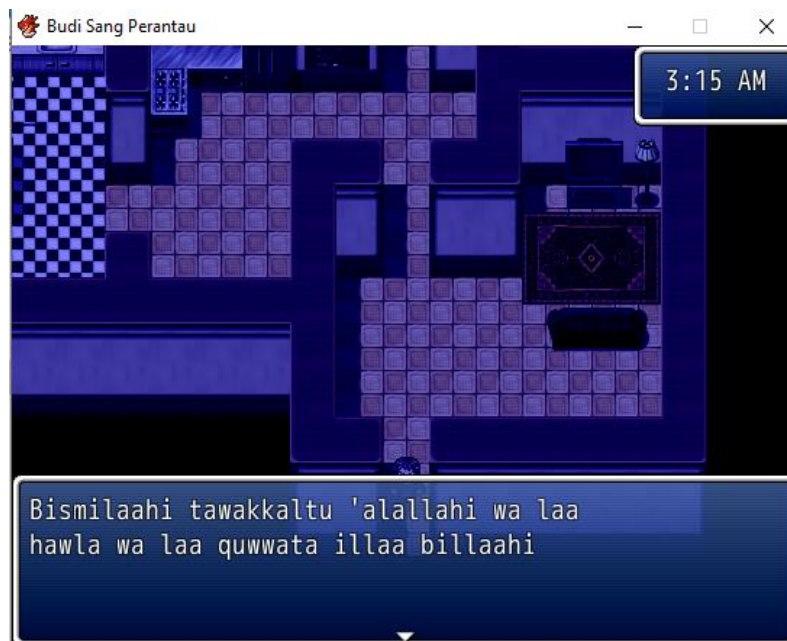 Budi Sang Perantau
3:15 AM
Bismilaahi tawakkaltu 'alallahi wa laa
hawla wa laa quwwata illaa billaahi